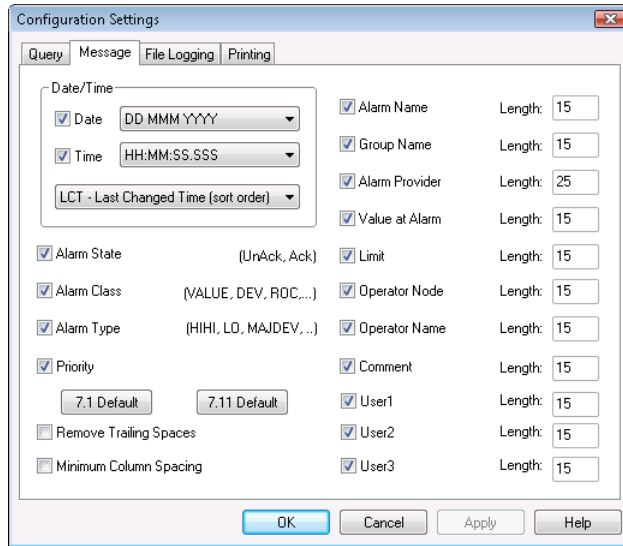 Configuration Settings
Query Message File Logging Printing
Date/Time
Date DD MMM YYYY
Time HH:MM:SS.SSS
LCT - Last Changed Time (sort order)
Alarm State (UnAck, Ack)
Alarm Class (VALUE, DEV, ROC,...)
Alarm Type (HIHI, LO, MAJDEV, ..)
Priority
7.1 Default 7.11 Default
Remove Trailing Spaces
Minimum Column Spacing
Alarm Name Length: 15
Group Name Length: 15
Alarm Provider Length: 25
Value at Alarm Length: 15
Limit Length: 15
Operator Node Length: 15
Operator Name Length: 15
Comment Length: 15
User1 Length: 15
User2 Length: 15
User3 Length: 15
OK Cancel Apply Help